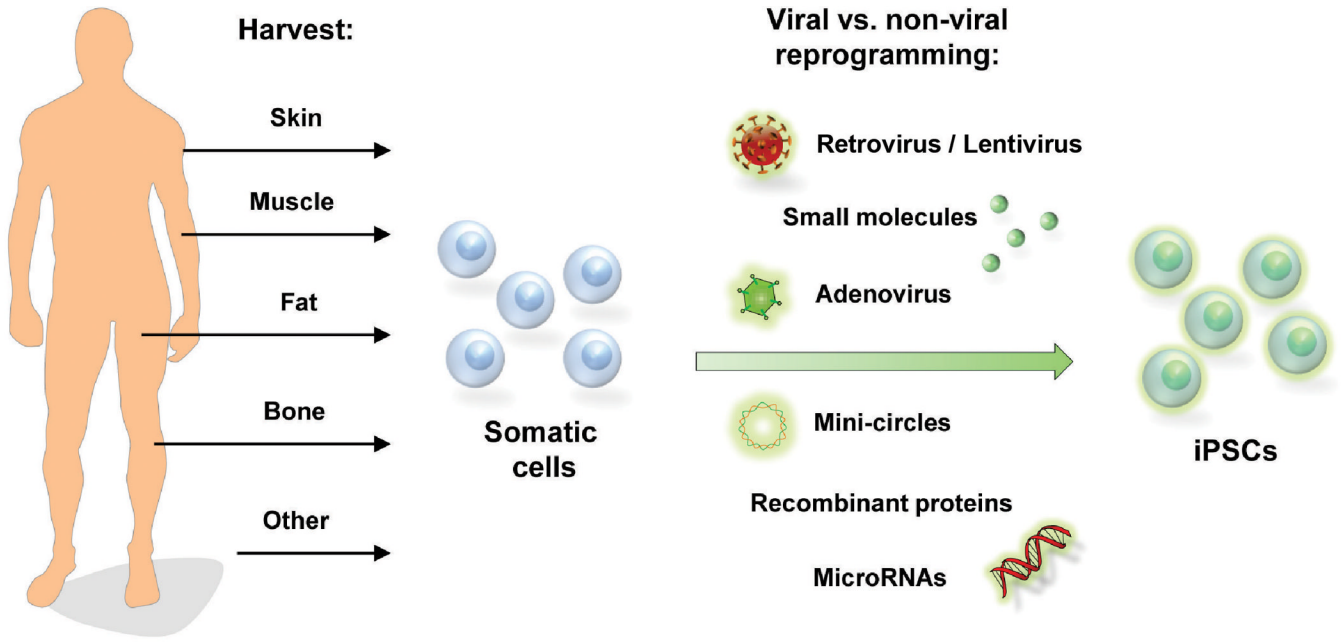 Harvest:
Skin
Muscle
Fat
Bone
Other
Somatic
cells
Viral vs. non-viral
reprogramming:
Retrovirus / Lentivirus
Small molecules
Adenovirus
Mini-circles
Recombinant proteins
MicroRNAs
iPSCs